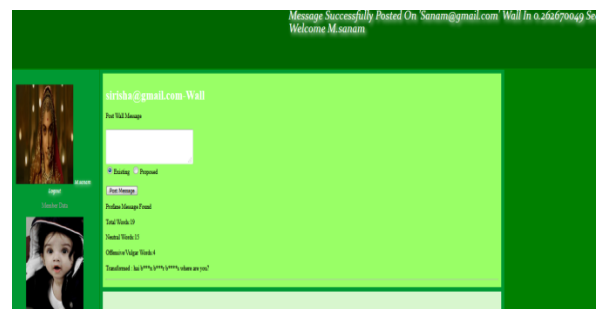 Message Successfully Posted On 'Sanam@gmail.com' Wall In 0.262670049 Se
Welcome M.sanam
sirisha@gmail.com-Wall
Post Wall Message
Existing Proposed
M.sanam
Logout
Post Message
Member Data
Profane Message Found
Total Words:19
Neutral Words:15
Offensive/Vulgar Words:4
Transformed : hai b***s b***s b****s where are you?